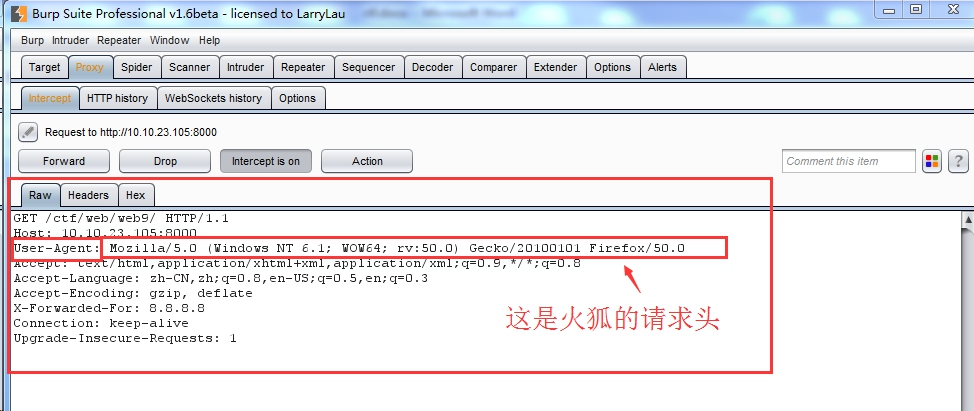 Burp Suite Professional v1.6beta - licensed to LarryLau
Burp Intruder Repeater Window Help
Target Proxy Spider Scanner Intruder Repeater Sequencer Decoder Comparer Extender Options Alerts
Intercept HTTP history WebSockets history Options
Request to http://10.10.23.105:8000
Forward Drop Intercept is on Action Comment this item ?
Raw Headers Hex
GET /ctf/web/web9/ HTTP/1.1
Host: 10.10.23.105:8000
User-Agent: Mozilla/5.0 (Windows NT 6.1; WOW64; rv:50.0) Gecko/20100101 Firefox/50.0
Accept: text/html,application/xhtml+xml,application/xml;q=0.9,*/*;q=0.8
Accept-Language: zh-CN,zh;q=0.8,en-US;q=0.5,en;q=0.3
Accept-Encoding: gzip, deflate
X-Forwarded-For: 8.8.8.8
Connection: keep-alive
Upgrade-Insecure-Requests: 1
这是火狐的请求头